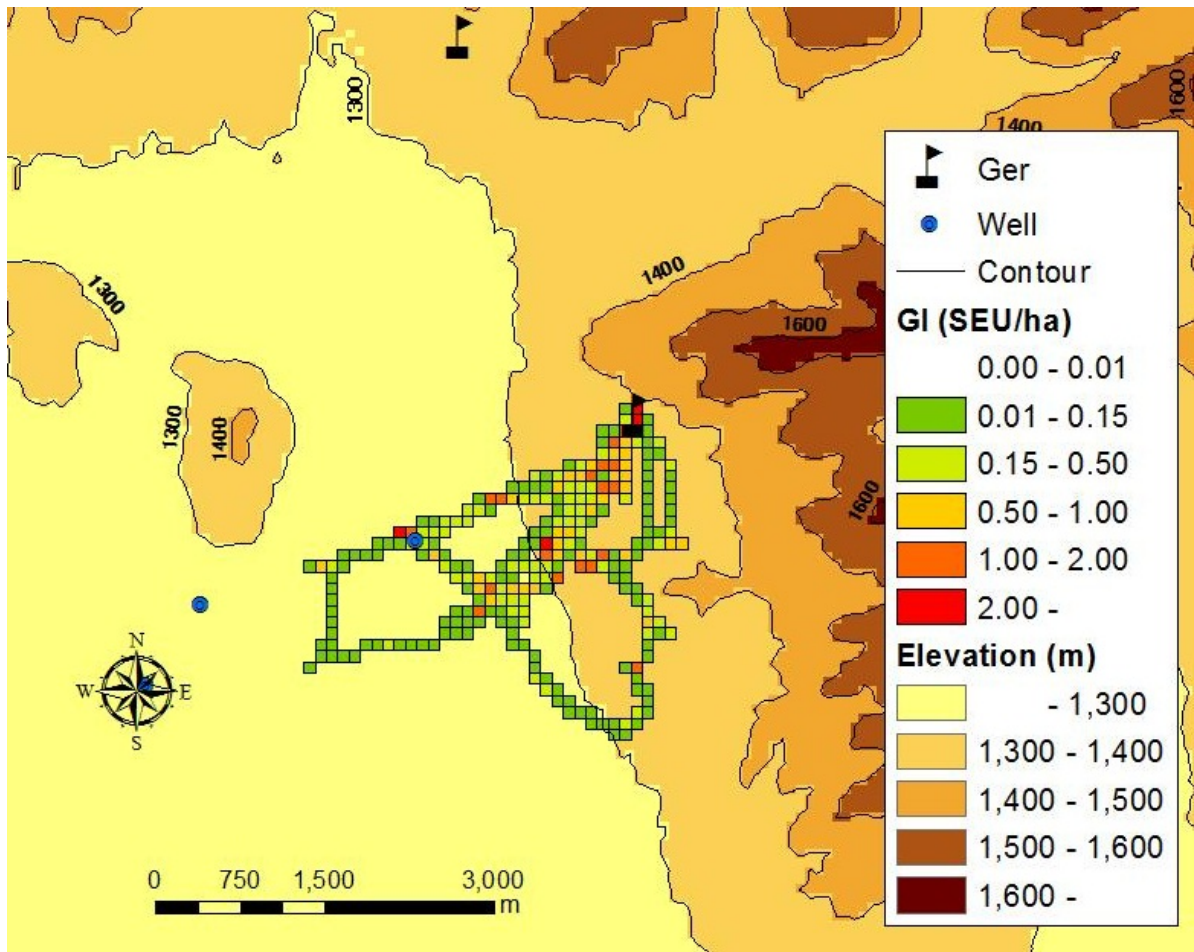 1300
1600
1400
Ger
Well
Contour
GI (SEU/ha)
0.00 - 0.01
0.01 - 0.15
0.15 - 0.50
0.50 - 1.00
1.00 - 2.00
2.00 -
Elevation (m)
- 1,300
1,300 - 1,400
1,400 - 1,500
1,500 - 1,600
1,600 -
1300
1400
1600
1300
1400
1600
N
W E
S
0 750 1,500 3,000
m